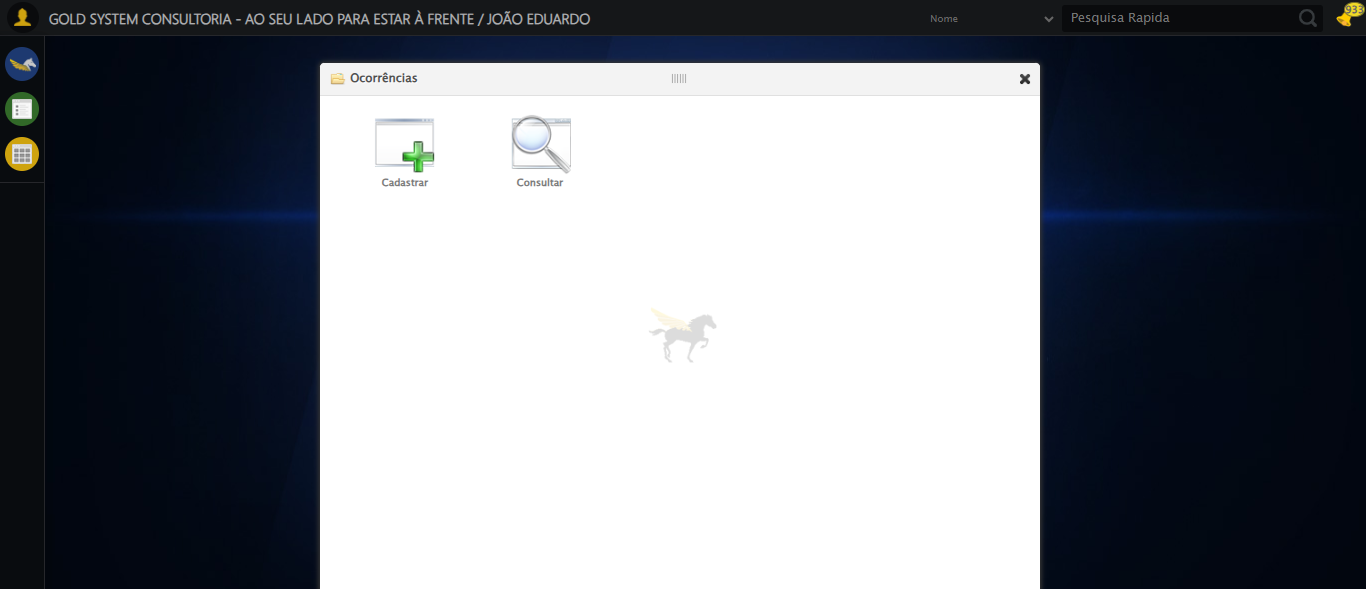 GOLD SYSTEM CONSULTORIA - AO SEU LADO PARA ESTAR À FRENTE / JOÃO EDUARDO
Nome
Pesquisa Rapida
933
Ocorrências
Cadastrar
Consultar